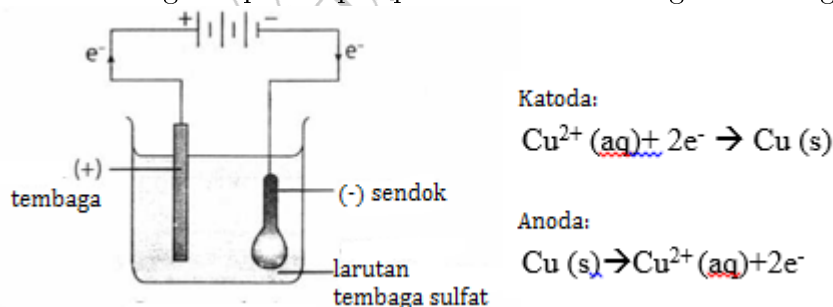 + −
e⁻ e⁻
(+)
tembaga
(-) sendok
larutan
tembaga sulfat
Katoda:
Cu²⁺ (aq)+ 2e⁻ → Cu (s)
Anoda:
Cu (s)→Cu²⁺(aq)+2e⁻